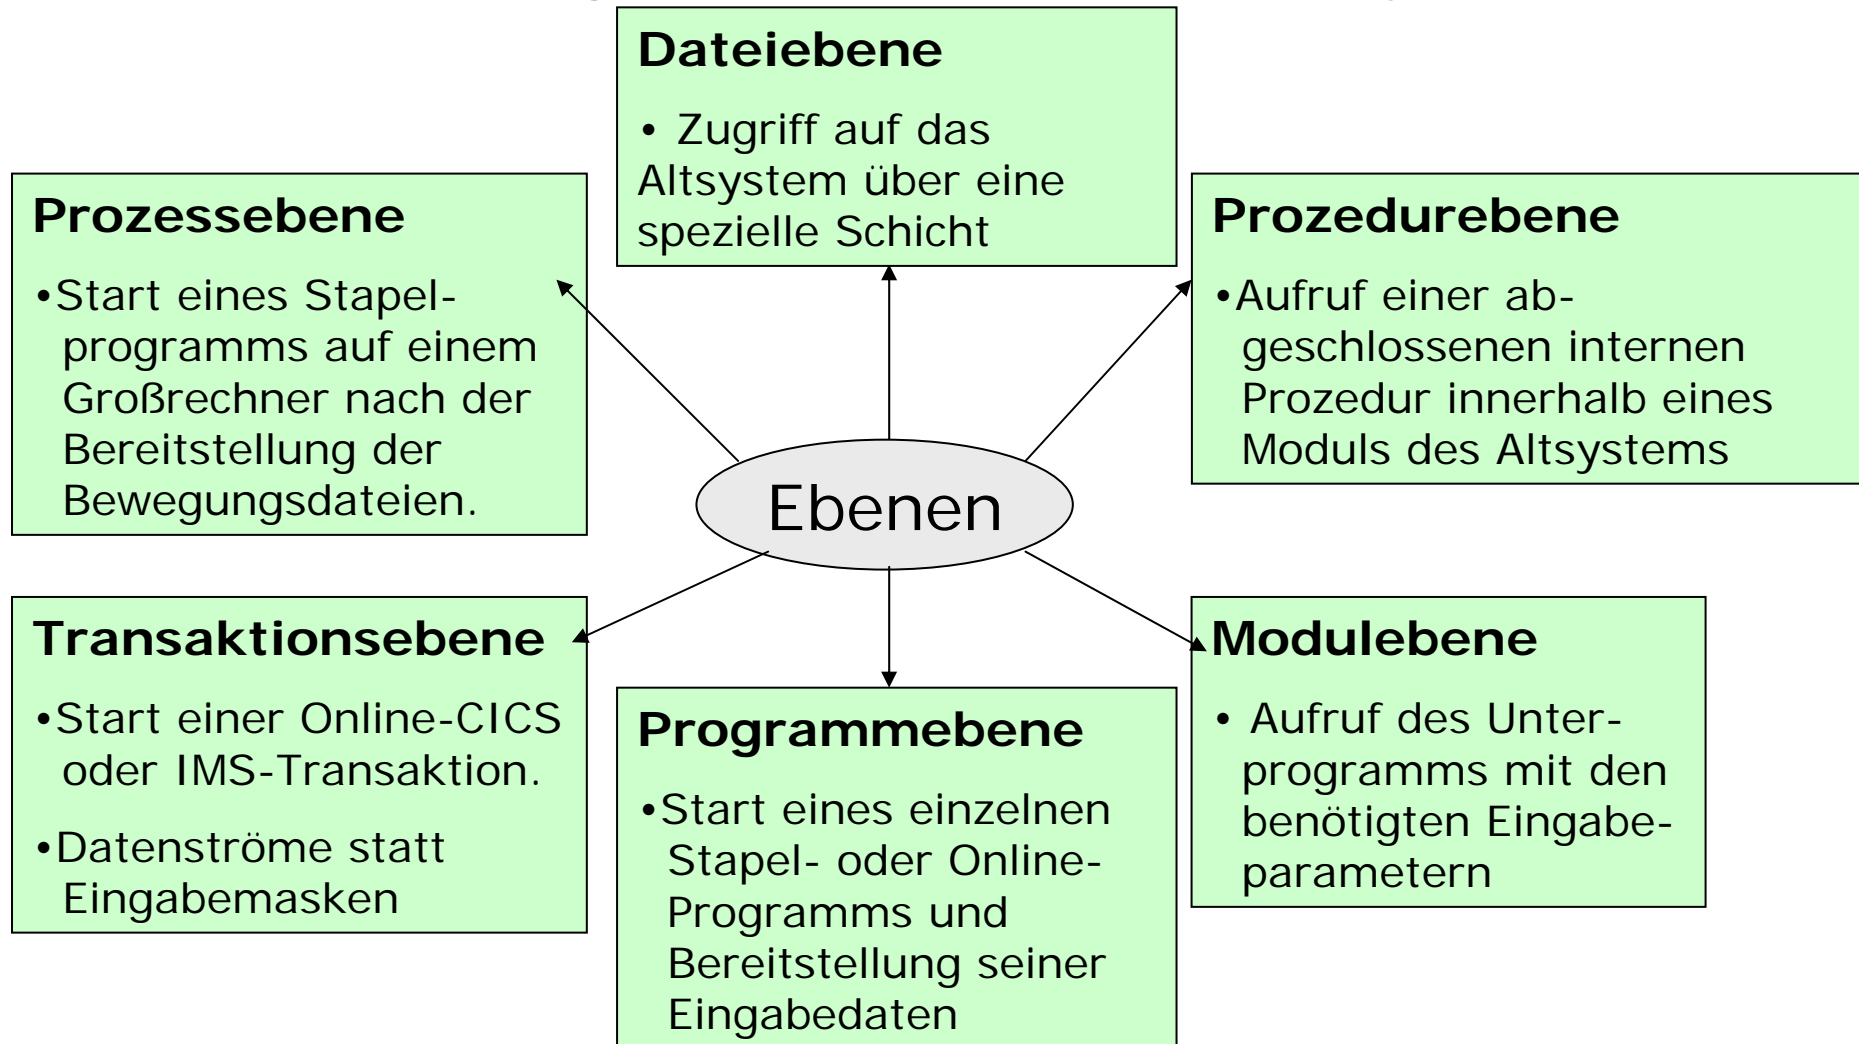 Dateiebene
• Zugriff auf das
Altsystem über eine
spezielle Schicht
Prozessebene
•Start eines Stapel-
programms auf einem
Großrechner nach der
Bereitstellung der
Bewegungsdateien.
Prozedurebene
•Aufruf einer ab-
geschlossenen internen
Prozedur innerhalb eines
Moduls des Altsystems
Ebenen
Transaktionsebene
•Start einer Online-CICS
oder IMS-Transaktion.
•Datenströme statt
Eingabemasken
Programmebene
•Start eines einzelnen
Stapel- oder Online-
Programms und
Bereitstellung seiner
Eingabedaten
Modulebene
• Aufruf des Unter-
programms mit den
benötigten Eingabe-
parametern